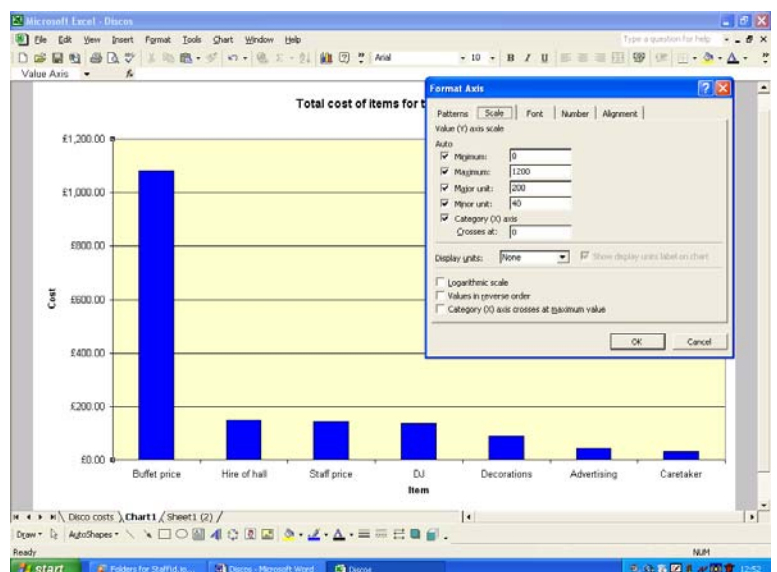 Microsoft Excel - Discos
File Edit View Insert Format Tools Chart Window Help
Type a question for help
Arial 10 B I U
Value Axis fx
Total cost of items for t
£1,200.00
£1,000.00
£800.00
£600.00
£400.00
£200.00
£0.00
Cost
Buffet price Hire of hall Staff price DJ Decorations Advertising Caretaker
Item
Format Axis
Patterns Scale Font Number Alignment
Value (Y) axis scale
Auto
Minimum: 0
Maximum: 1200
Major unit: 200
Minor unit: 40
Category (X) axis
Crosses at: 0
Display units: None Show display units label on chart
Logarithmic scale
Values in reverse order
Category (X) axis crosses at maximum value
OK Cancel
Disco costs Chart1 Sheet1 (2)
Draw AutoShapes
Ready NUM
start Discos - Microsoft Word Discos 12:52